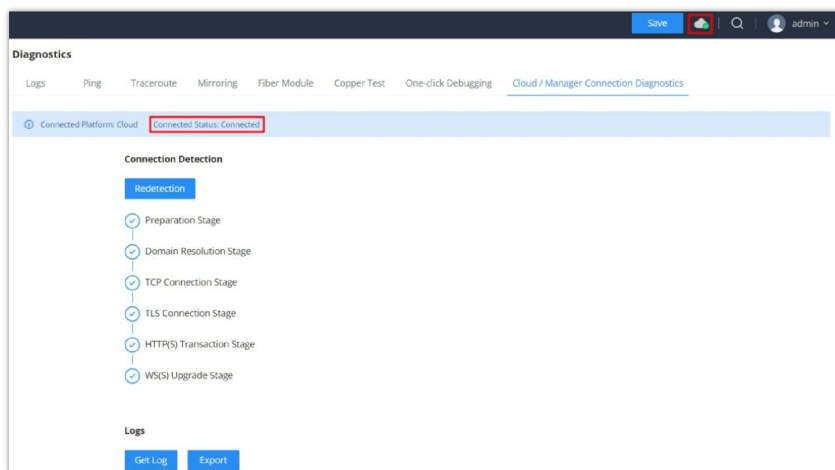 Save admin
Diagnostics
Logs Ping Traceroute Mirroring Fiber Module Copper Test One-click Debugging Cloud / Manager Connection Diagnostics
Connected Platform: Cloud Connected Status: Connected
Connection Detection
Redetection
Preparation Stage
Domain Resolution Stage
TCP Connection Stage
TLS Connection Stage
HTTP(S) Transaction Stage
WS(S) Upgrade Stage
Logs
Get Log Export